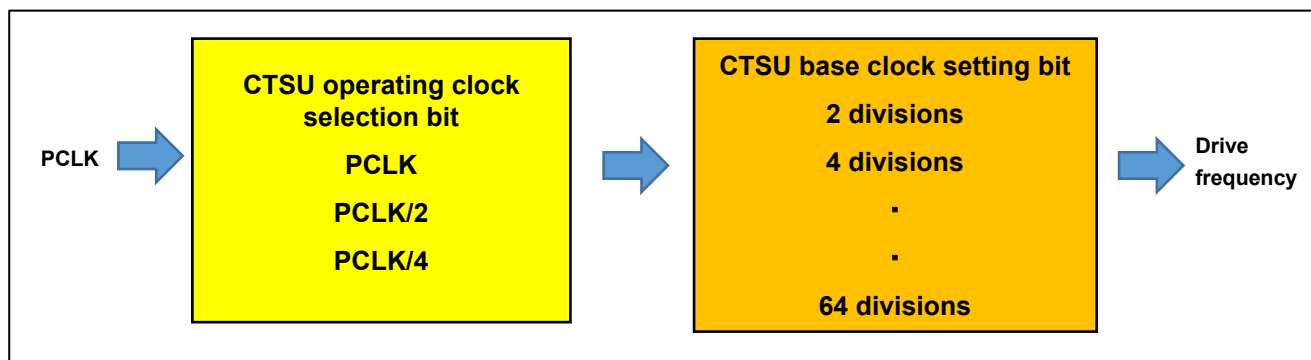 PCLK
CTSU operating clock
selection bit
PCLK
PCLK/2
PCLK/4
CTSU base clock setting bit
2 divisions
4 divisions
.
.
64 divisions
Drive
frequency